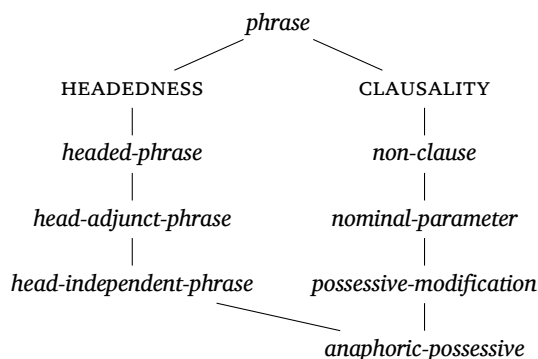 phrase
HEADEDNESS CLAUSALITY
headed-phrase non-clause
head-adjunct-phrase nominal-parameter
head-independent-phrase possessive-modification
anaphoric-possessive